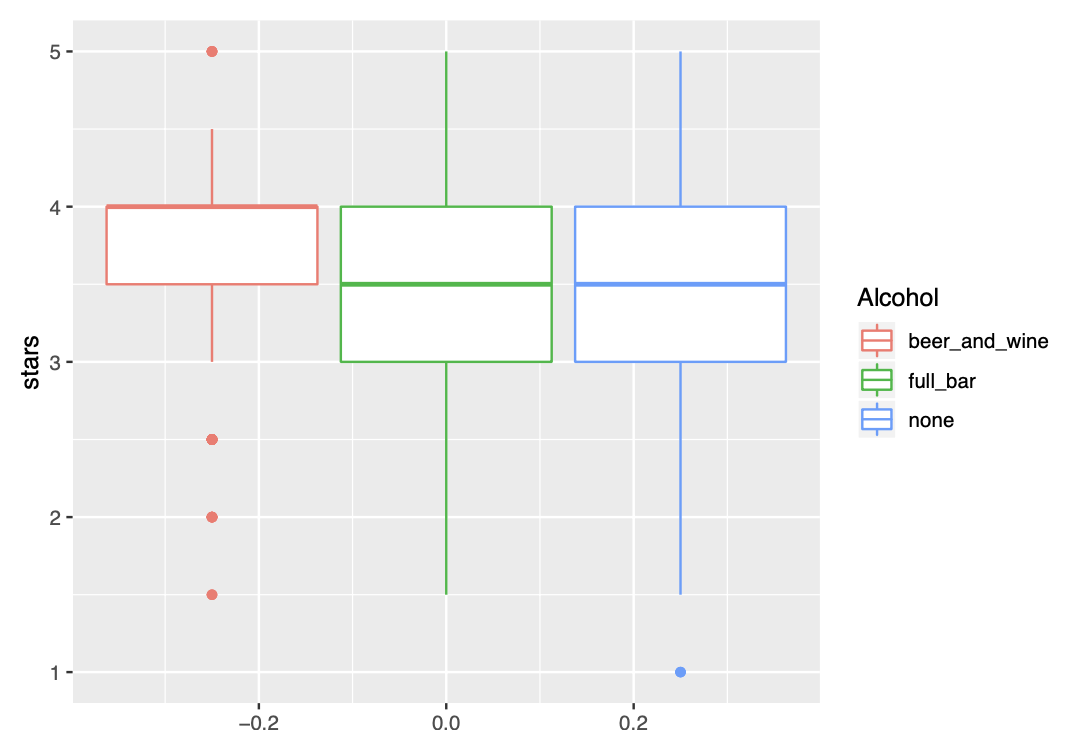 5
4
3
2
1
stars
−0.2
0.0
0.2
Alcohol
beer_and_wine
full_bar
none